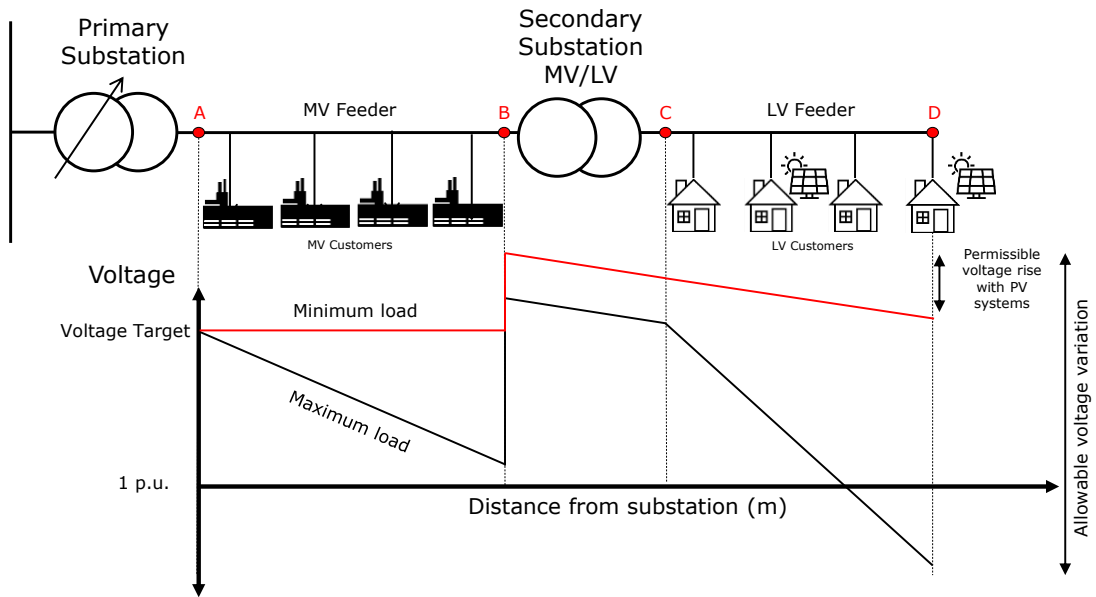 Primary
Substation
Secondary
Substation
MV/LV
A
MV Feeder
B
C
LV Feeder
D
MV Customers
LV Customers
Permissible
voltage rise
with PV
systems
Voltage
Minimum load
Voltage Target
Maximum load
Allowable voltage variation
1 p.u.
Distance from substation (m)